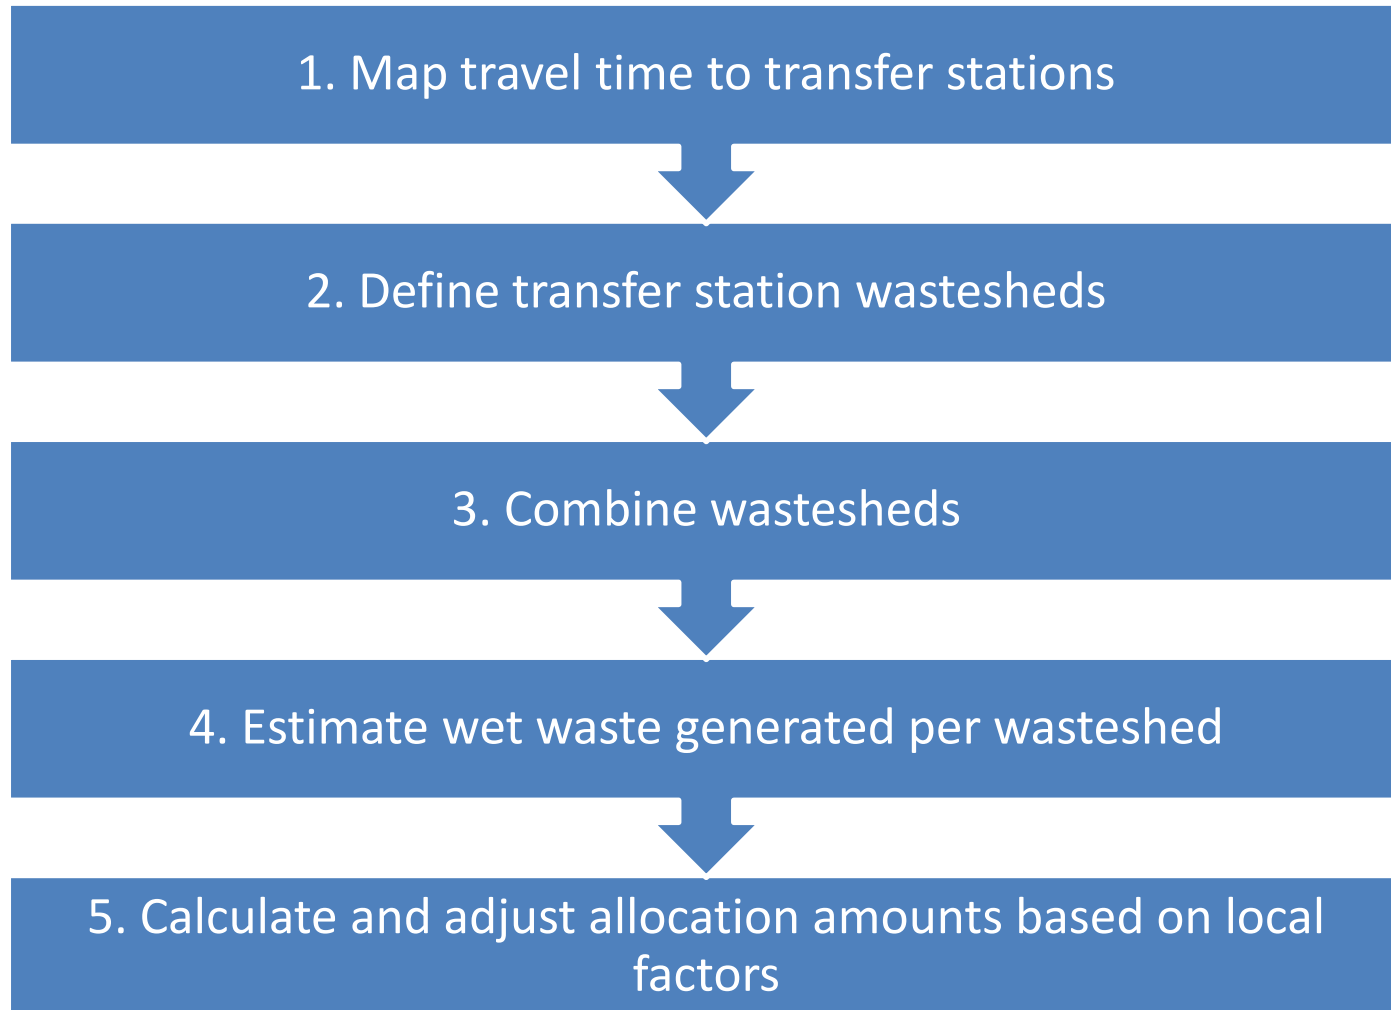 1. Map travel time to transfer stations
2. Define transfer station wastesheds
3. Combine wastesheds
4. Estimate wet waste generated per wasteshed
5. Calculate and adjust allocation amounts based on local
factors